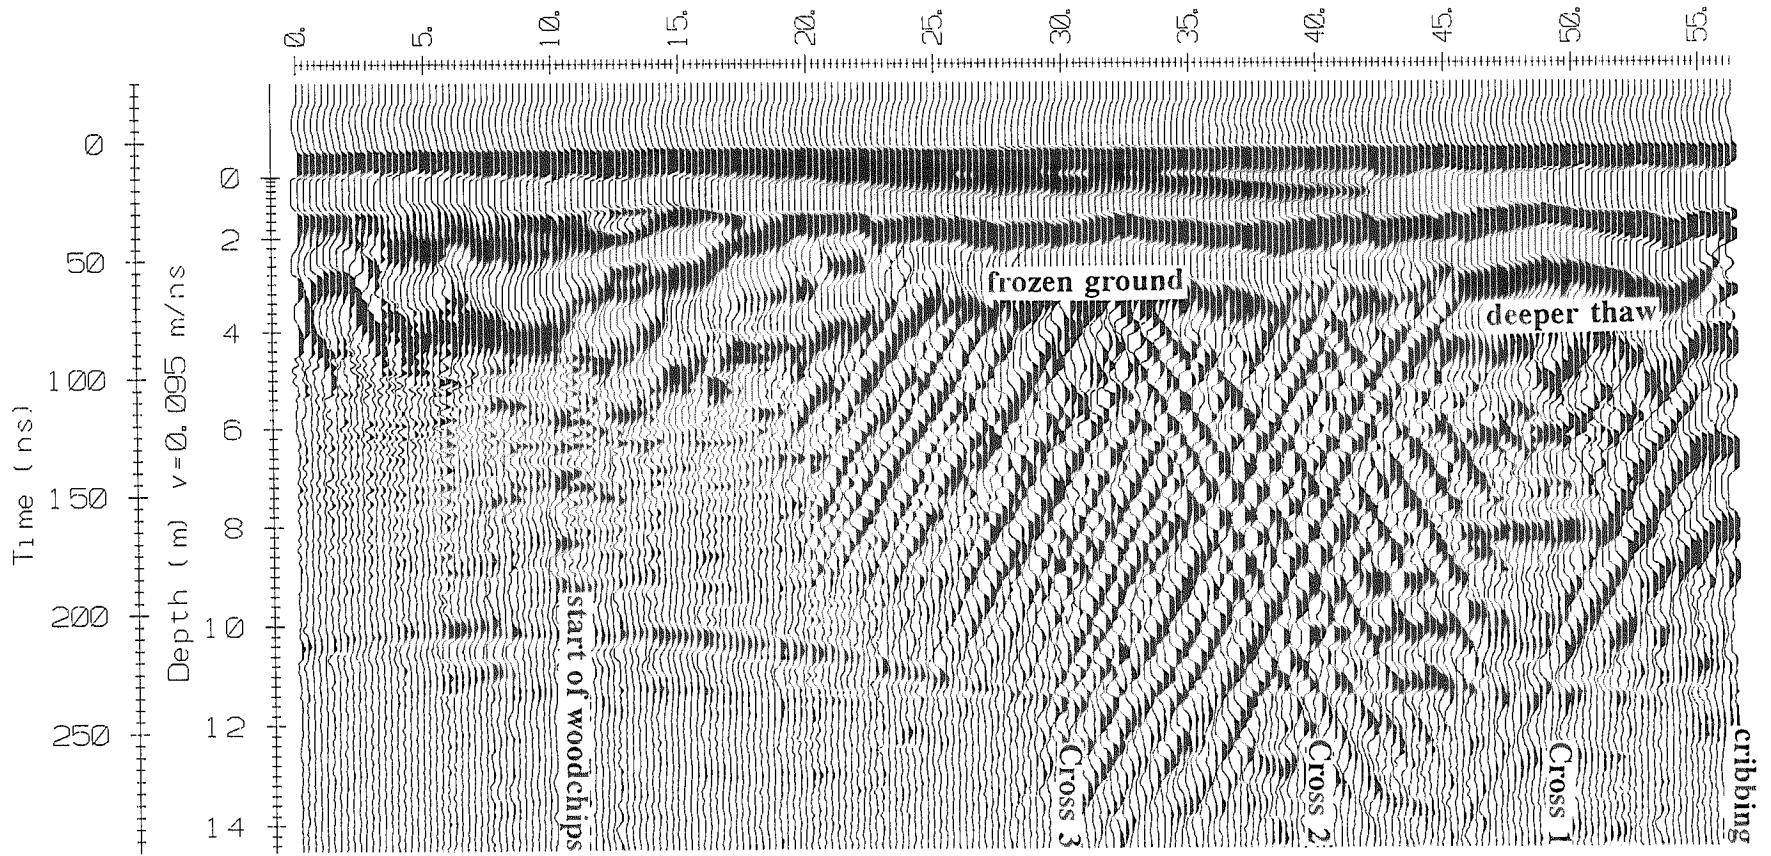 0. 5. 10. 15. 20. 25. 30. 35. 40. 45. 50. 55.
Time (ns)
0
50
100
150
200
250
Depth (m) v=0.095 m/ns
0
2
4
6
8
10
12
14
frozen ground
deeper thaw
start of woodchips
Cross 3
Cross 2
Cross 1
cribbing